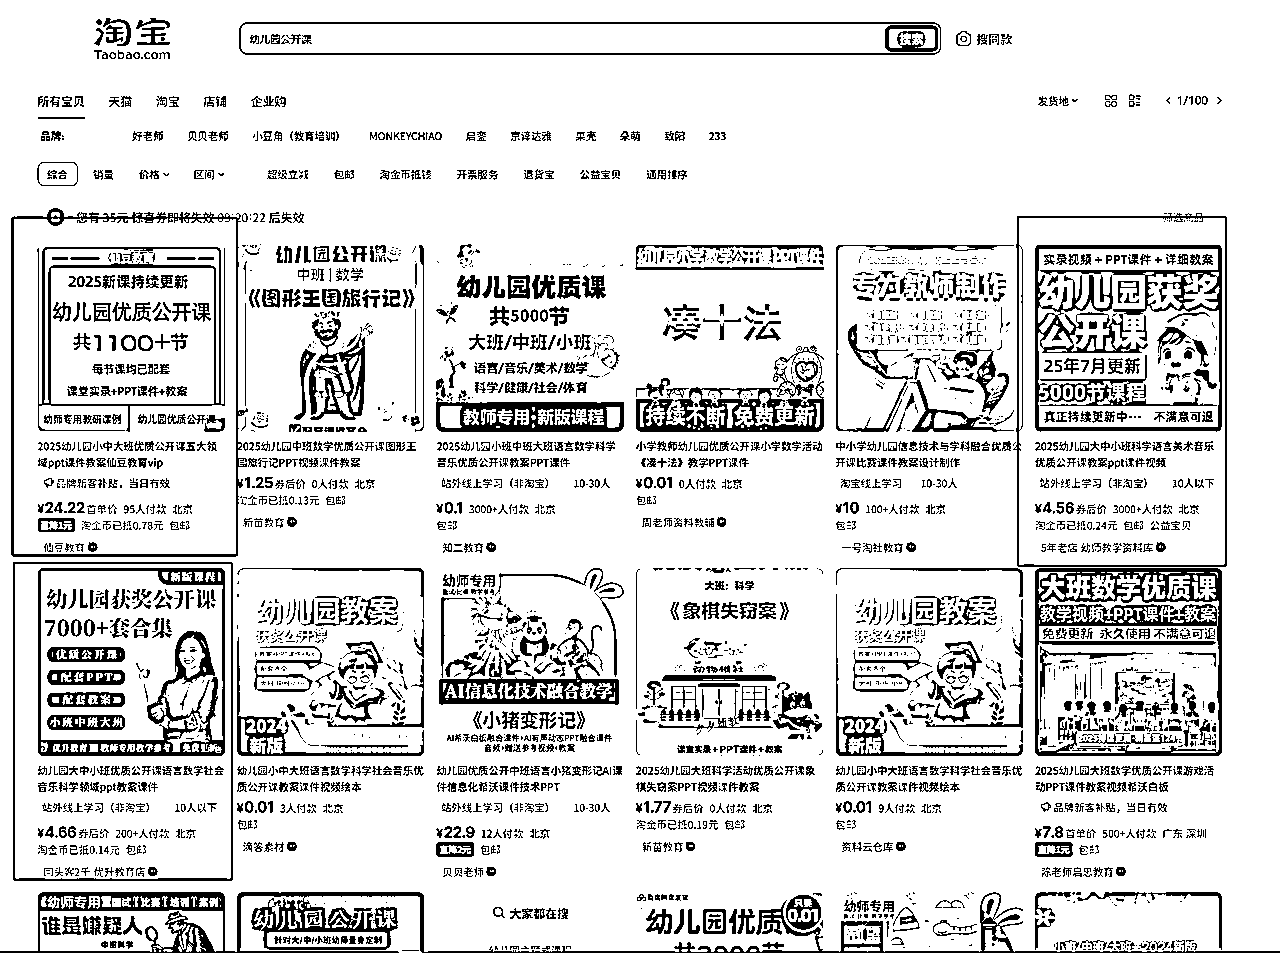 淘宝
Taobao.com
幼儿园公开课
搜索
搜同款
所有宝贝 天猫 淘宝 店铺 企业购
发货地
1/100
品牌: 好老师 贝贝老师 小豆角（教育培训） MONKEYCHIAO 启蒙 京译达雅 果壳 朵萌 致阳 233
综合 销量 价格 区间 超级立减 包邮 淘金币抵钱 开票服务 退货宝 公益宝贝 通用排序
您有 35元 惊喜券即将失效 09:20:22 后失效
筛选商品
仙豆教育
2025新课持续更新
幼儿园优质公开课
共1100+节
每节课均已配套
课堂实录+PPT课件+教案
幼师专用教研课例 幼儿园优质公开课
2025幼儿园小中大班优质公开课五大领
域ppt课件教案仙豆教育vip
品牌新客补贴，当日有效
¥24.22首单价 95人付款 北京
直降1元 淘金币已抵0.78元 包邮
仙豆教育
幼儿园公开课
中班 | 数学
《图形王国旅行记》
2025幼儿园中班数学优质公开课图形王
国旅行记PPT视频课件教案
¥1.25券后价 0人付款 北京
淘金币已抵0.13元 包邮
新苗教育
幼儿园优质课
共5000节
大班/中班/小班
语言/音乐/美术/数学
科学/健康/社会/体育
教师专用;新版课程
2025幼儿园小班中班大班语言数学科学
音乐优质公开课教案PPT课件
站外线上学习（非淘宝） 10-30人
¥0.1 3000+人付款 北京
包邮
知二教育
幼儿园小学教学公开课PPT课件
凑十法
持续不断 免费更新
小学教师幼儿园优质公开课小学数学活动
《凑十法》教学PPT课件
¥0.01 0人付款 北京
包邮
周老师资料教辅
专为教师制作
中小学幼儿园信息技术与学科融合优质公
开课比赛课件教案设计制作
淘宝线上学习 10-30人
¥10 100+人付款 北京
包邮
一号淘社教育
实录视频＋PPT课件＋详细教案
幼儿园获奖
公开课
25年7月更新
5000节课程
真正持续更新中… 不满意可退
2025幼儿园大中小班科学语言美术音乐
优质公开课教案ppt课件视频
站外线上学习（非淘宝） 10人以下
¥4.56券后价 3000+人付款 北京
淘金币已抵0.24元 包邮 公益宝贝
5年老店 幼师教学资料库
新版课程
幼儿园获奖公开课
7000+套合集
优质公开课
配套PPT
配套教案
小班中班大班
优升教育 教师专用教学参考 免费更新
幼儿园大中小班优质公开课语言数学社会
音乐科学领域ppt教案课件
站外线上学习（非淘宝） 10人以下
¥4.66券后价 200+人付款 北京
淘金币已抵0.14元 包邮
回头客2千 优升教育店
幼儿园教案
获奖公开课
2024
新版
幼儿园小中大班语言数学科学社会音乐优
质公开课教案课件视频绘本
¥0.01 3人付款 北京
包邮
滴答素材
幼师专用
AI信息化技术融合教学
《小猪变形记》
AI希沃白板融合课件+AI有声动态PPT融合课件
音频+赠送参考视频+教案
幼儿园优质公开中班语言小猪变形记AI课
件信息化希沃课件技术PPT
站外线上学习（非淘宝） 10-30人
¥22.9 12人付款 北京
直降2元 包邮
贝贝老师
大班：科学
《象棋失窃案》
动物棋社
课堂实录＋PPT课件＋教案
2025幼儿园大班科学活动优质公开课象
棋失窃案PPT视频课件教案
¥1.77券后价 0人付款 北京
淘金币已抵0.19元 包邮
新苗教育
幼儿园教案
获奖公开课
2024
新版
幼儿园小中大班语言数学科学社会音乐优
质公开课教案课件视频绘本
¥0.01 9人付款 北京
包邮
资料云仓库
大班数学优质课
教学视频+PPT课件+教案
免费更新 永久使用 不满意可退
2025幼儿园大班数学优质公开课游戏活
动PPT课件教案视频希沃白板
品牌新客补贴，当日有效
¥7.8首单价 500+人付款 广东 深圳
直降1元 包邮
陈老师启思教育
幼师专用
谁是嫌疑人
中班科学
幼儿园公开课
针对大/中/小班幼师量身定制
大家都在搜
幼儿园优质
0.01
幼师专用
小班/中班/大班+2024新版